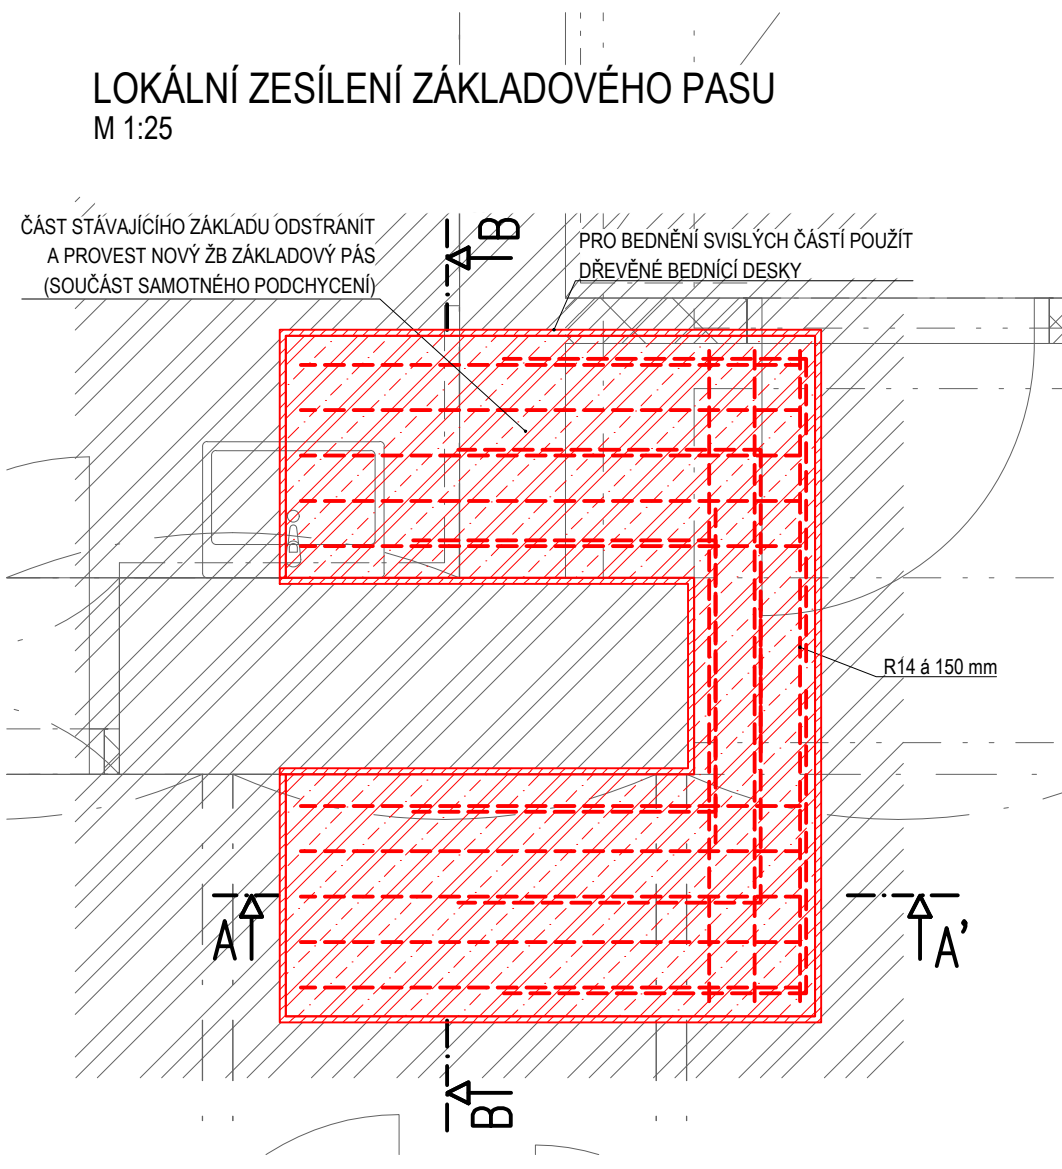 LOKÁLNÍ ZESÍLENÍ ZÁKLADOVÉHO PASU
M 1:25
ČÁST STÁVAJÍCÍHO ZÁKLADU ODSTRANIT
A PROVEST NOVÝ ŽB ZÁKLADOVÝ PÁS
(SOUČÁST SAMOTNÉHO PODCHYCENÍ)
B
PRO BEDNĚNÍ SVISLÝCH ČÁSTÍ POUŽÍT
DŘEVĚNÉ BEDNÍCÍ DESKY
R14 á 150 mm
A
A'
B'